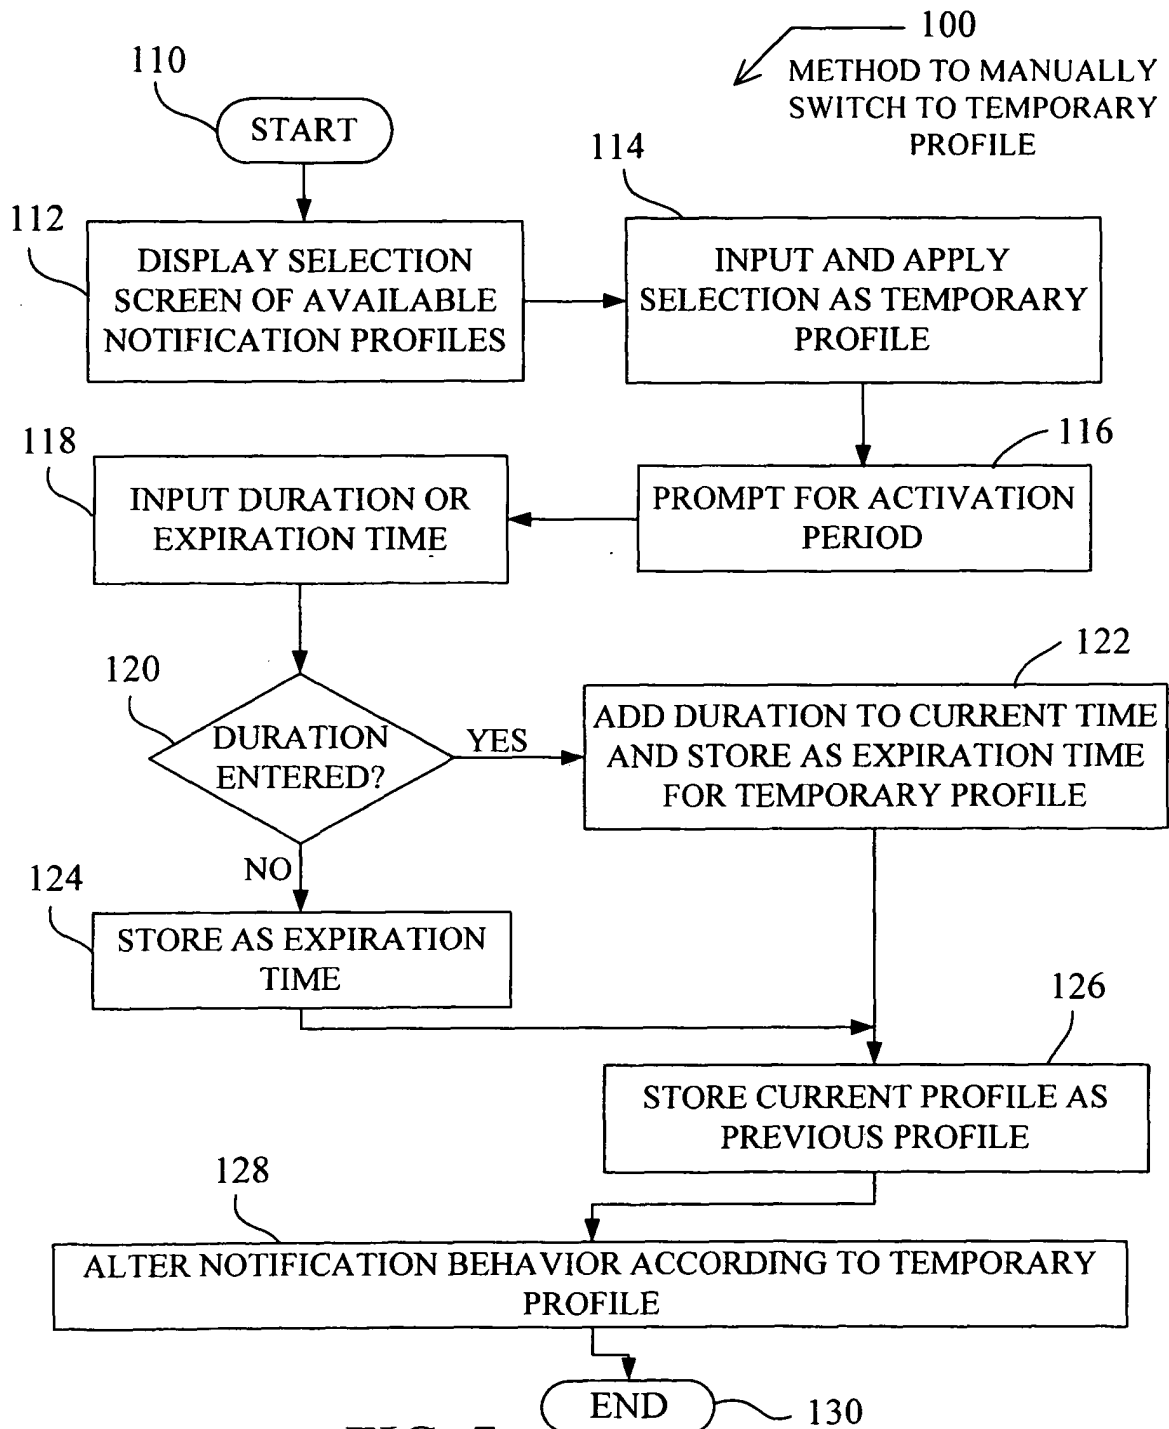 100
METHOD TO MANUALLY
SWITCH TO TEMPORARY
PROFILE
110
START
112
DISPLAY SELECTION
SCREEN OF AVAILABLE
NOTIFICATION PROFILES
114
INPUT AND APPLY
SELECTION AS TEMPORARY
PROFILE
116
PROMPT FOR ACTIVATION
PERIOD
118
INPUT DURATION OR
EXPIRATION TIME
120
DURATION
ENTERED?
YES
122
ADD DURATION TO CURRENT TIME
AND STORE AS EXPIRATION TIME
FOR TEMPORARY PROFILE
NO
124
STORE AS EXPIRATION
TIME
126
STORE CURRENT PROFILE AS
PREVIOUS PROFILE
128
ALTER NOTIFICATION BEHAVIOR ACCORDING TO TEMPORARY
PROFILE
END
130